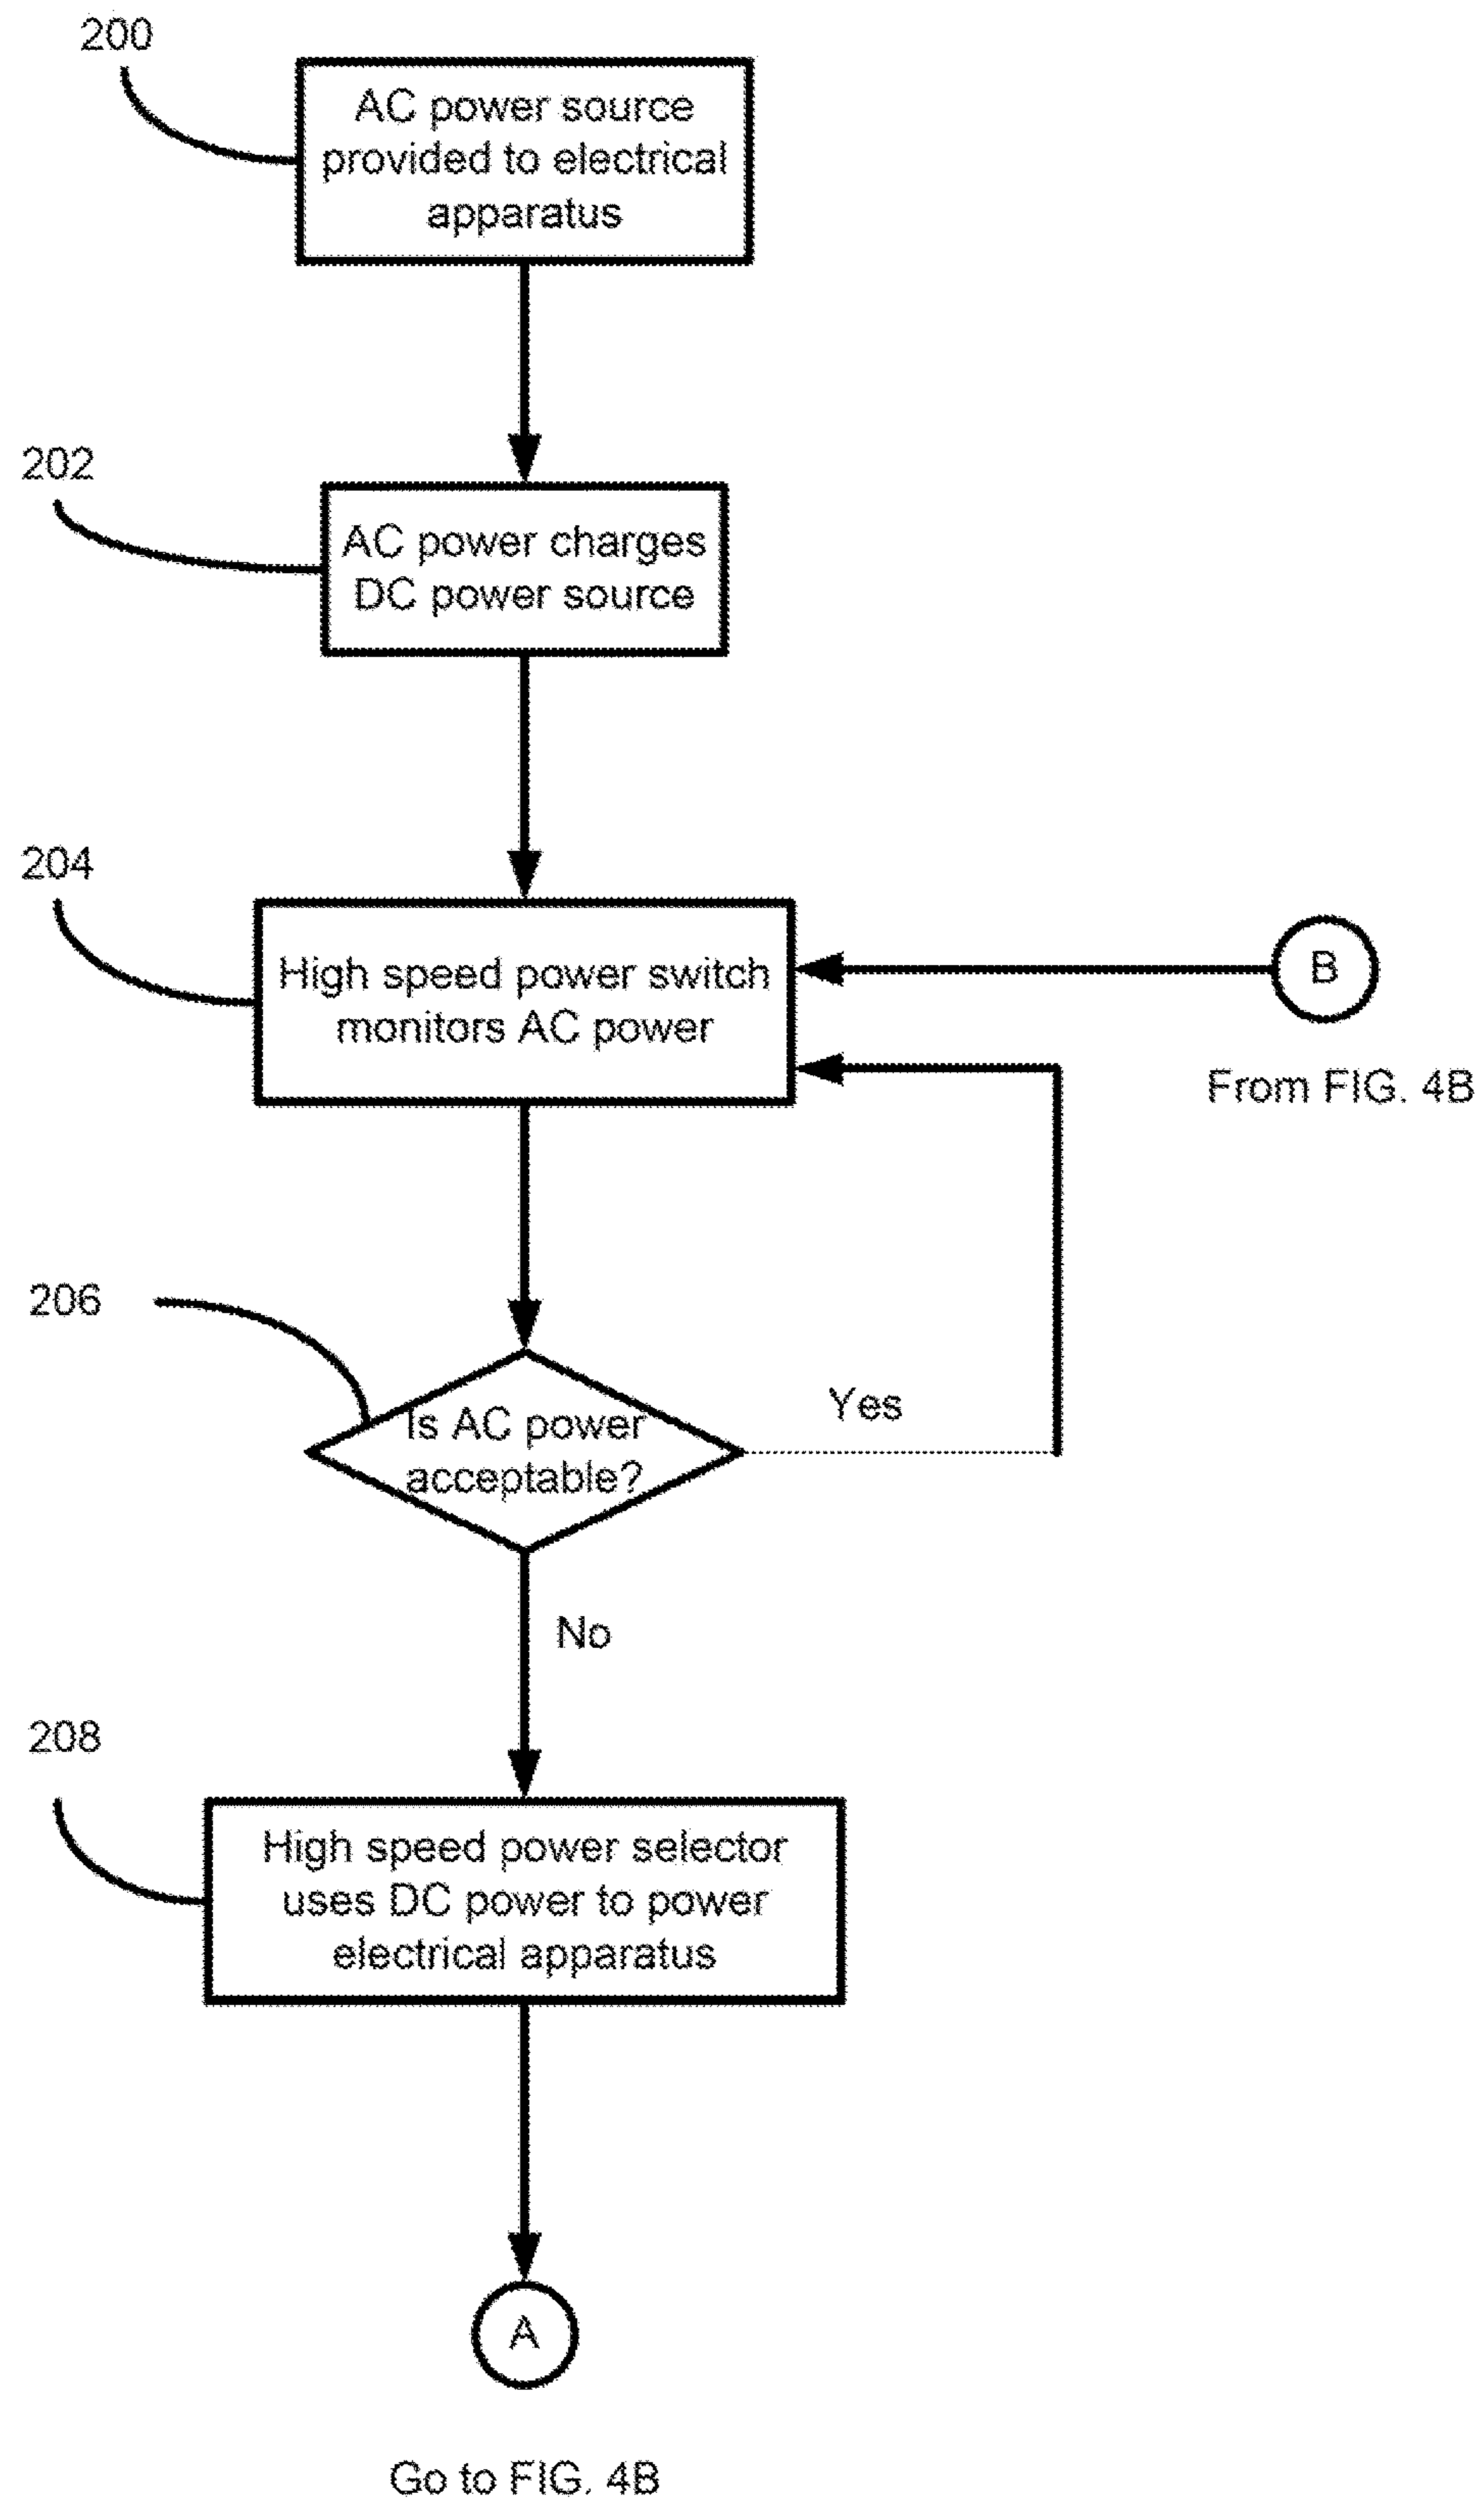 200
AC power source
provided to electrical
apparatus
202
AC power charges
DC power source
204
High speed power switch
monitors AC power
B
From FIG. 4B
206
Is AC power
acceptable?
Yes
No
208
High speed power selector
uses DC power to power
electrical apparatus
A
Go to FIG. 4B